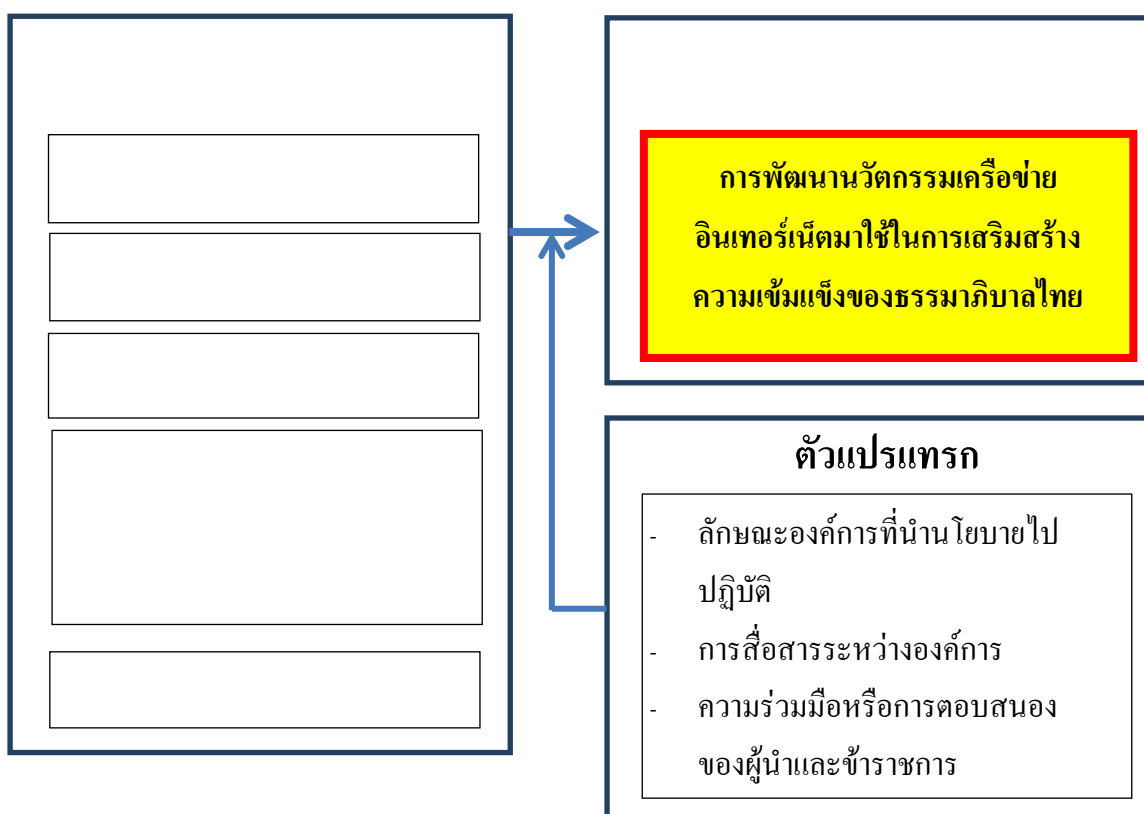 การพัฒนานวัตกรรมเครือข่าย
อินเทอร์เน็ตมาใช้ในการเสริมสร้าง
ความเข้มแข็งของธรรมาภิบาลไทย
ตัวแปรแทรก
- ลักษณะองค์การที่นำนโยบายไป
ปฏิบัติ
- การสื่อสารระหว่างองค์การ
- ความร่วมมือหรือการตอบสนอง
ของผู้นำและข้าราชการ